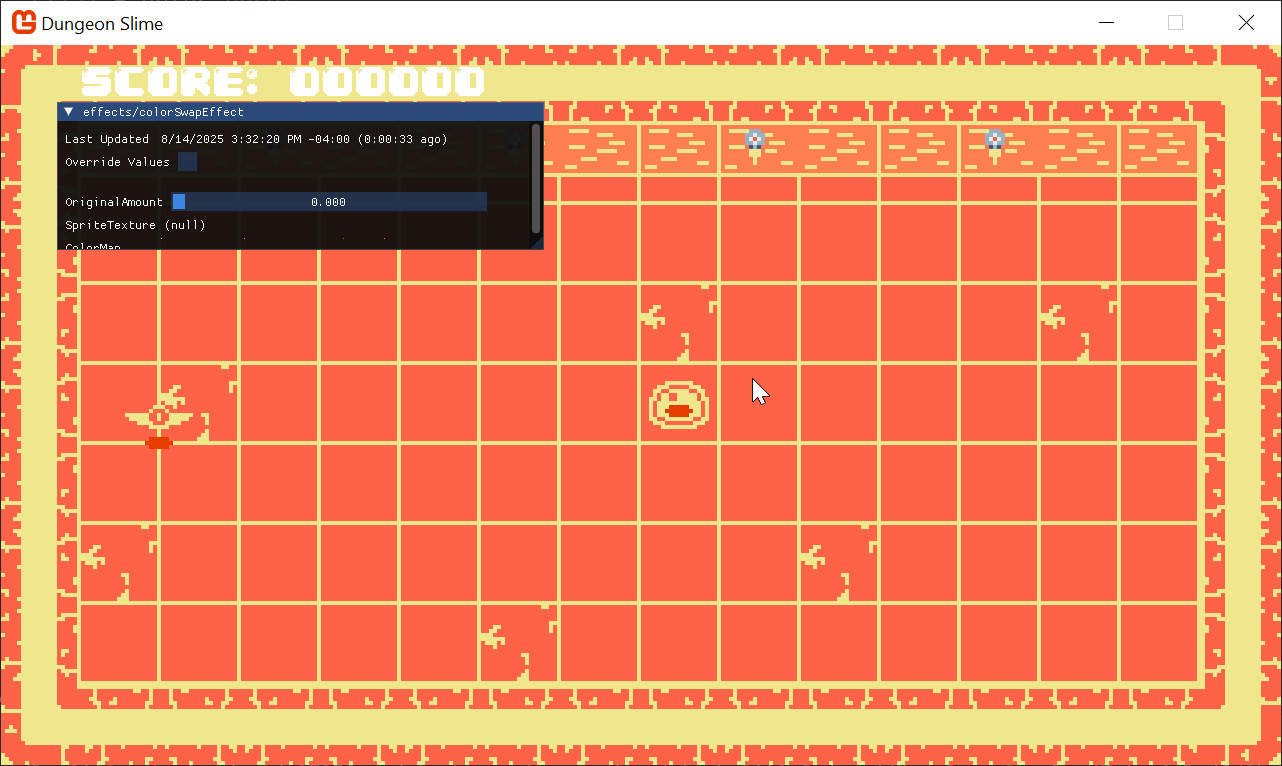 Dungeon Slime
SCORE: 000000
effects/colorSwapEffect
Last Updated 8/14/2025 3:32:20 PM -04:00 (0:00:33 ago)
Override Values
OriginalAmount 0.000
SpriteTexture (null)
ColorMap